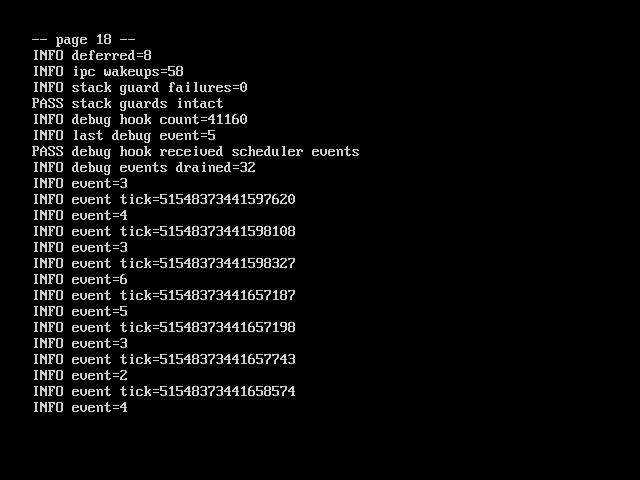 -- page 18 --
INFO deferred=8
INFO ipc wakeups=58
INFO stack guard failures=0
PASS stack guards intact
INFO debug hook count=41160
INFO last debug event=5
PASS debug hook received scheduler events
INFO debug events drained=32
INFO event=3
INFO event tick=51548373441597620
INFO event=4
INFO event tick=51548373441598108
INFO event=3
INFO event tick=51548373441598327
INFO event=6
INFO event tick=51548373441657187
INFO event=5
INFO event tick=51548373441657198
INFO event=3
INFO event tick=51548373441657743
INFO event=2
INFO event tick=51548373441658574
INFO event=4